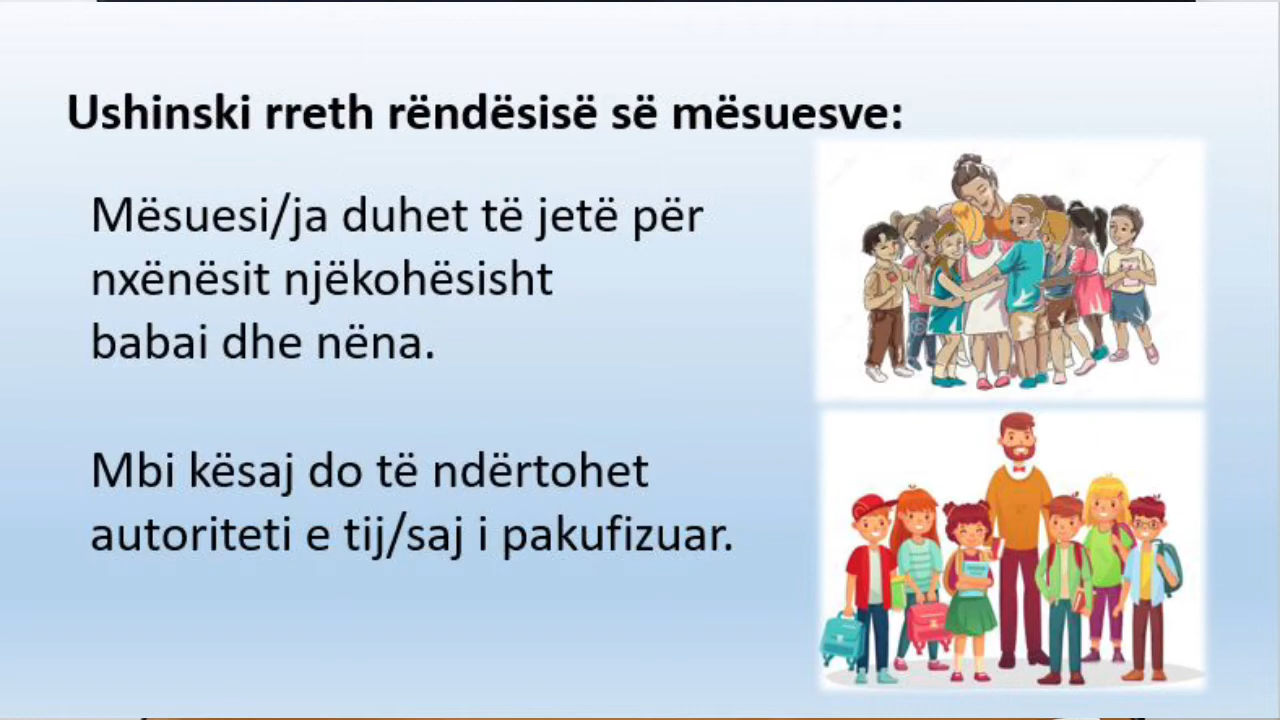 Ushinski rreth rëndësisë së mësuesve:
Mësuesi/ja duhet të jetë për
nxënësit njëkohësisht
babai dhe nëna.
Mbi kësaj do të ndërtohet
autoriteti e tij/saj i pakufizuar.